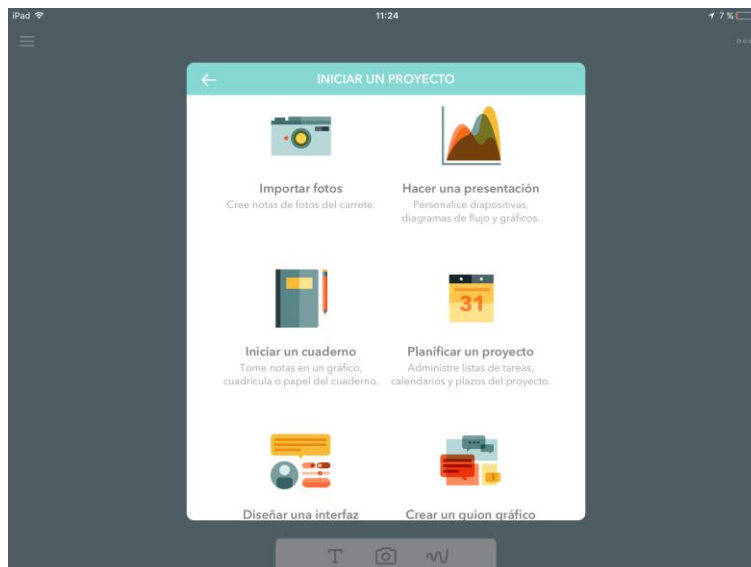 iPad
11:24
7 %
INICIAR UN PROYECTO
Importar fotos
Cree notas de fotos del carrete.
Hacer una presentación
Personalice diapositivas,
diagramas de flujo y gráficos.
31
Iniciar un cuaderno
Tome notas en un gráfico,
cuadrícula o papel del cuaderno.
Planificar un proyecto
Administre listas de tareas,
calendarios y plazos del proyecto.
Diseñar una interfaz
Crear un guion gráfico
T